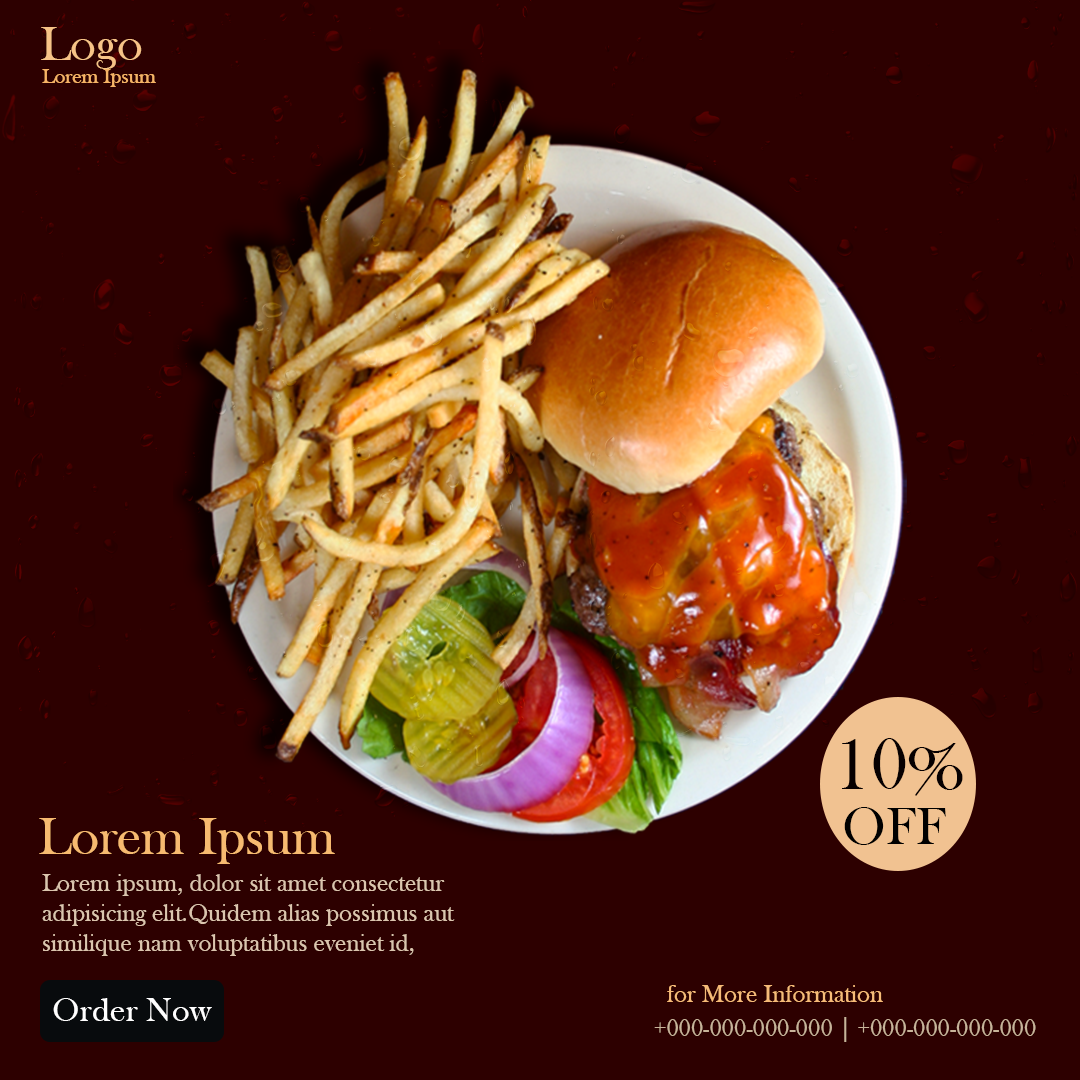 Logo
Lorem Ipsum
10%
OFF
Lorem Ipsum
Lorem ipsum, dolor sit amet consectetur
adipisicing elit.Quidem alias possimus aut
similique nam voluptatibus eveniet id,
Order Now
for More Information
+000-000-000-000 | +000-000-000-000